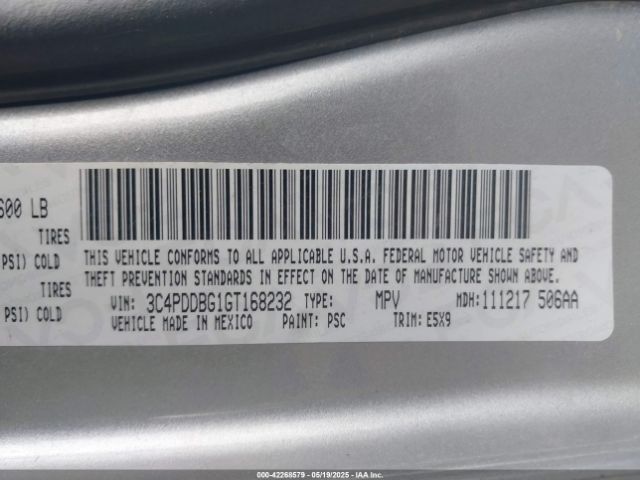 600 LB
TIRES
PSI) COLD
TIRES
PSI) COLD
THIS VEHICLE CONFORMS TO ALL APPLICABLE U.S.A. FEDERAL MOTOR VEHICLE SAFETY AND
THEFT PREVENTION STANDARDS IN EFFECT ON THE DATE OF MANUFACTURE SHOWN ABOVE.
VIN: 3C4PDDBG1GT168232 TYPE: MPV MDH:111217 506AA
VEHICLE MADE IN MEXICO PAINT: PSC TRIM: E5X9
000-42268579 - 05/19/2025 - IAA, Inc.